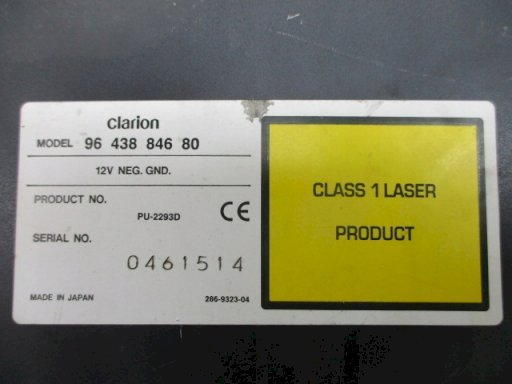 clarion
MODEL 96 438 846 80
12V NEG. GND.
PRODUCT NO. PU-2293D CE
SERIAL NO. 0461514
MADE IN JAPAN 286-9323-04
CLASS 1 LASER
PRODUCT